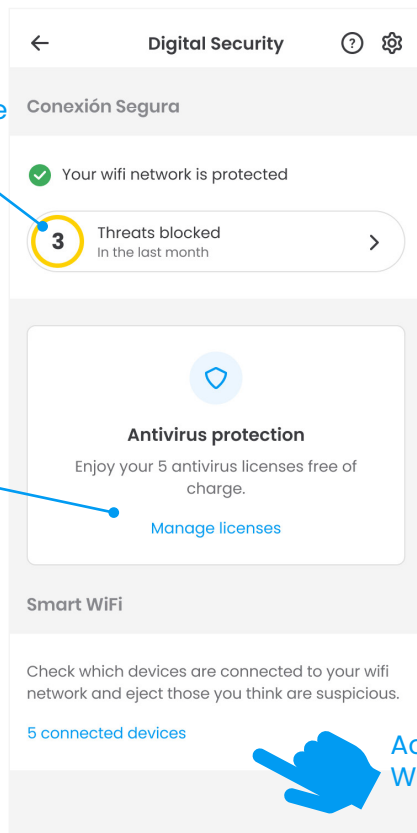 Digital Security
Conexión Segura
Your wifi network is protected
3
Threats blocked
In the last month
Antivirus protection
Enjoy your 5 antivirus licenses free of
charge.
Manage licenses
Smart WiFi
Check which devices are connected to your wifi
network and eject those you think are suspicious.
5 connected devices